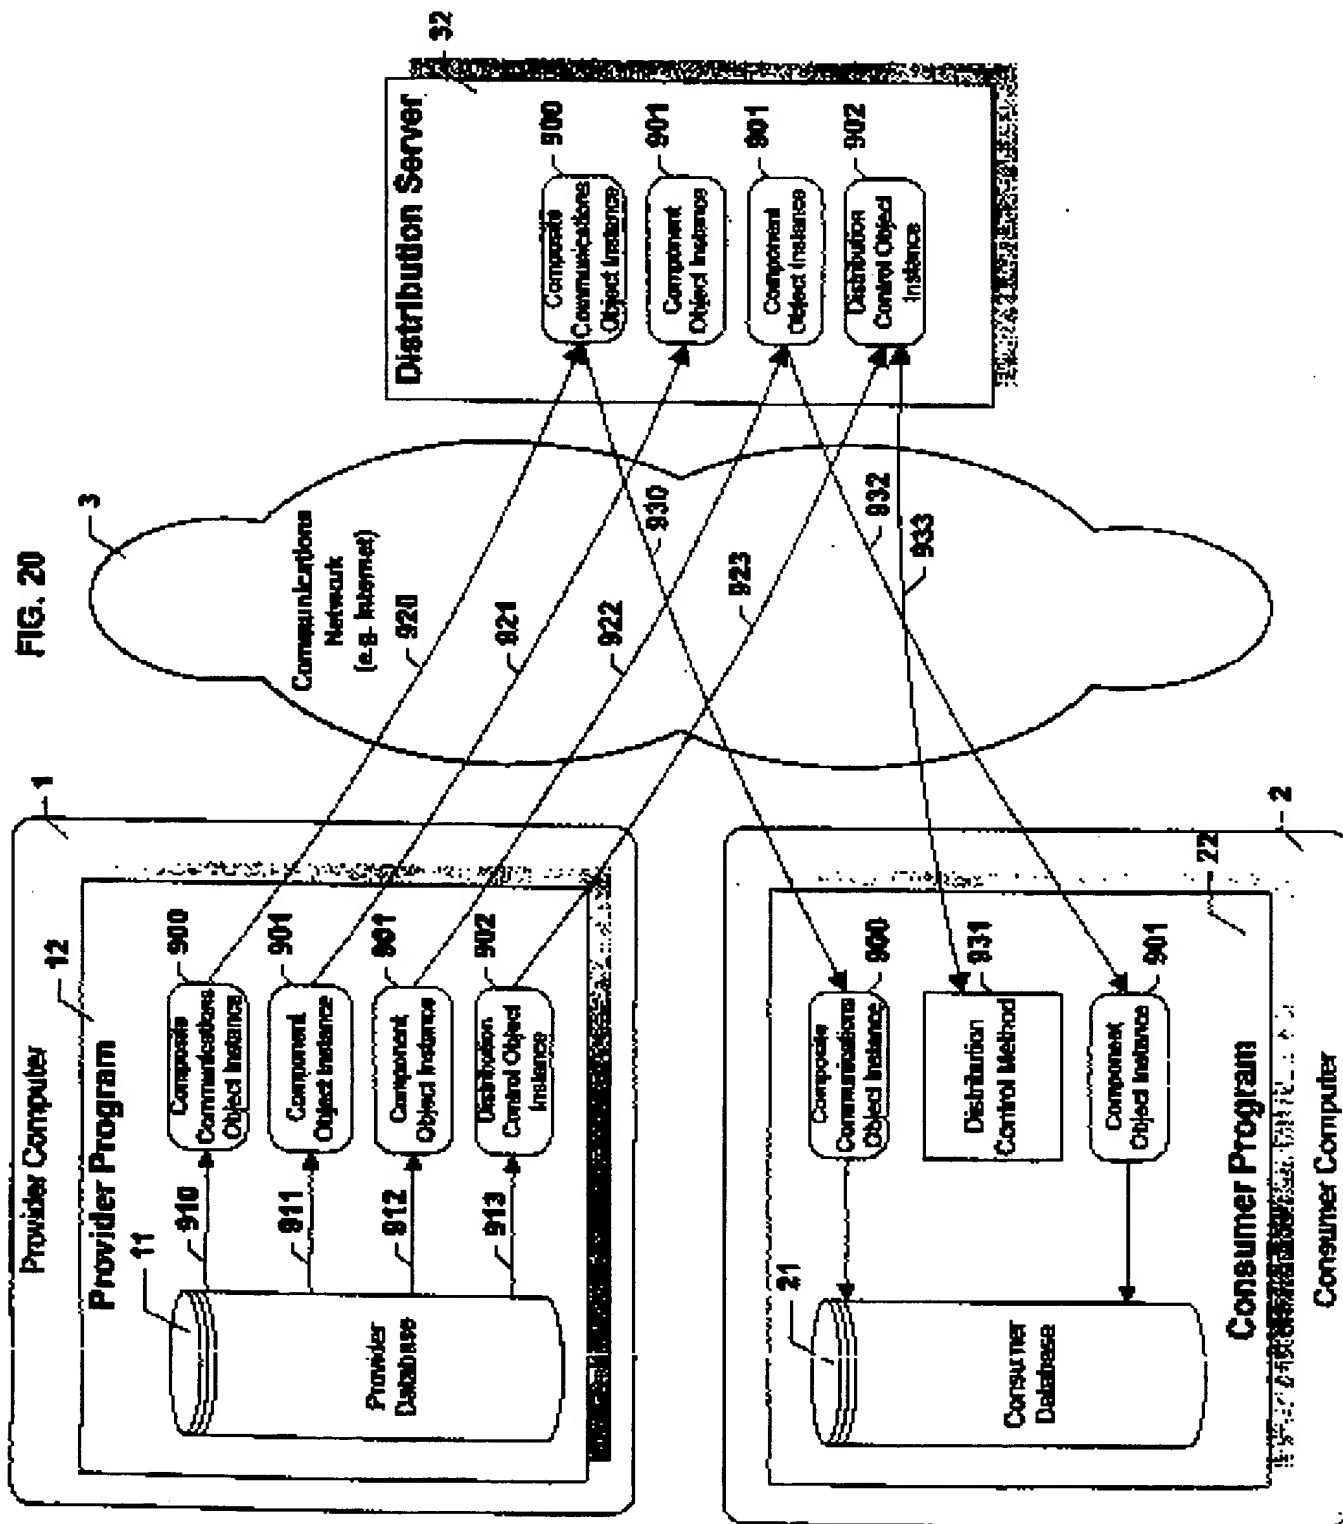 FIG. 20
Provider Computer
1
Provider Program
12
11
Provider
Database
910
911
912
913
Composite
Communications
Object Instance
900
Component
Object Instance
901
Component
Object Instance
901
Distribution
Control Object
Instance
902
Communications
Network
(e.g. Internet)
3
920
921
922
923
930
932
933
Distribution Server
32
Composite
Communications
Object Instance
900
Component
Object Instance
901
Component
Object Instance
901
Distribution
Control Object
Instance
902
2
22
Composite
Communications
Object Instance
900
Distribution
Control Method
931
Component
Object Instance
901
21
Consumer
Database
Consumer Program
Consumer Computer